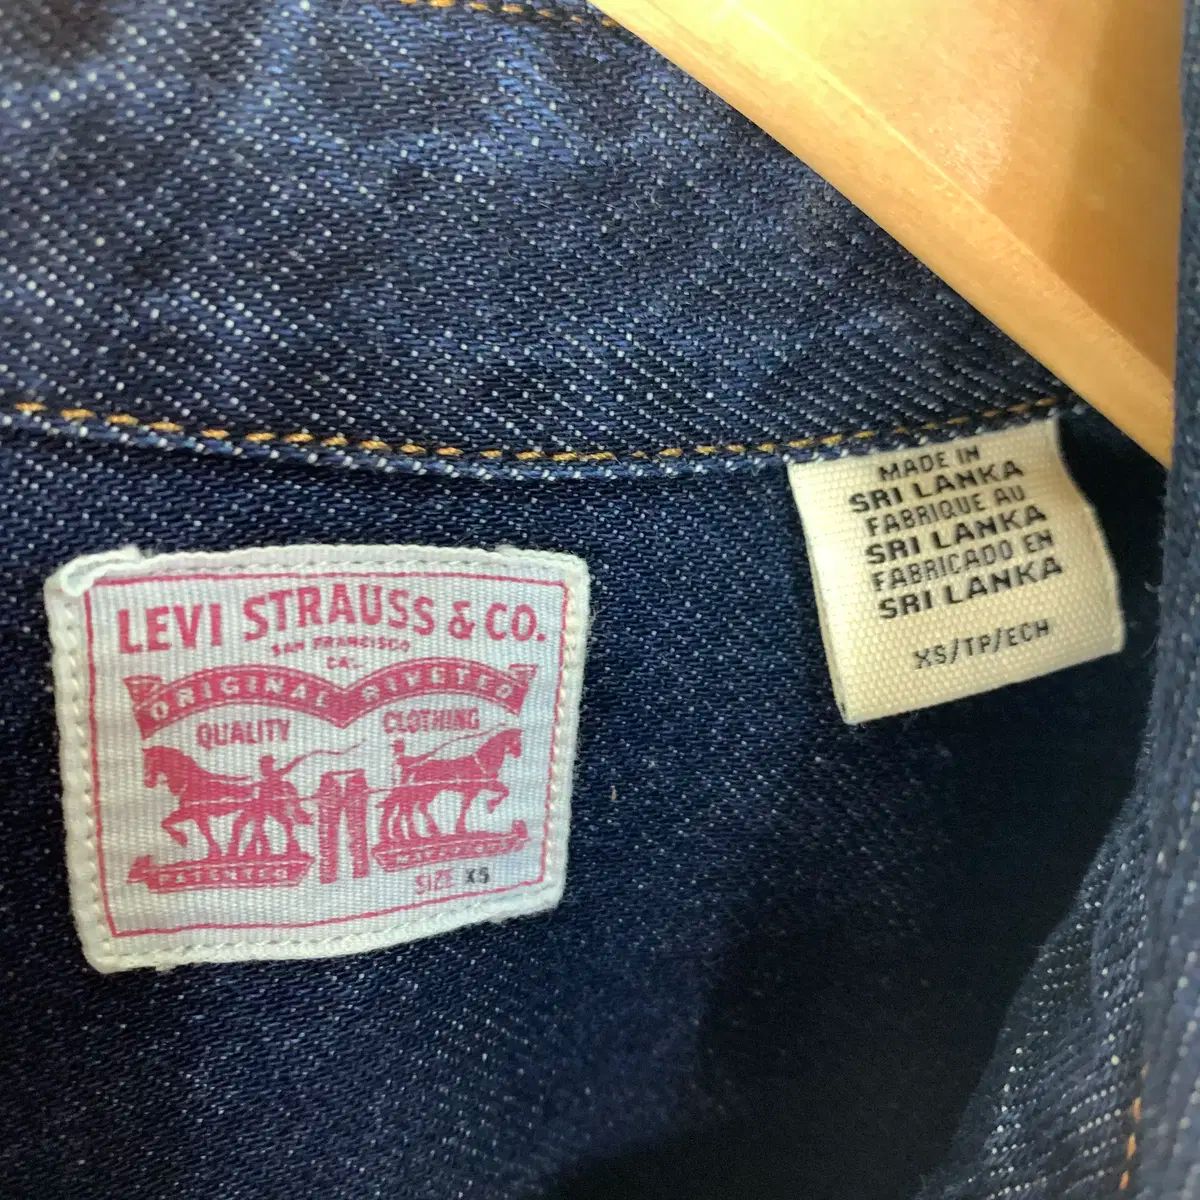 LEVI STRAUSS & CO.
SAN FRANCISCO
CAL.
ORIGINAL RIVETED
QUALITY CLOTHING
PATENTED
SIZE XS
MADE IN
SRI LANKA
FABRIQUE AU
SRI LANKA
FABRICADO EN
SRI LANKA
XS/TP/ECH